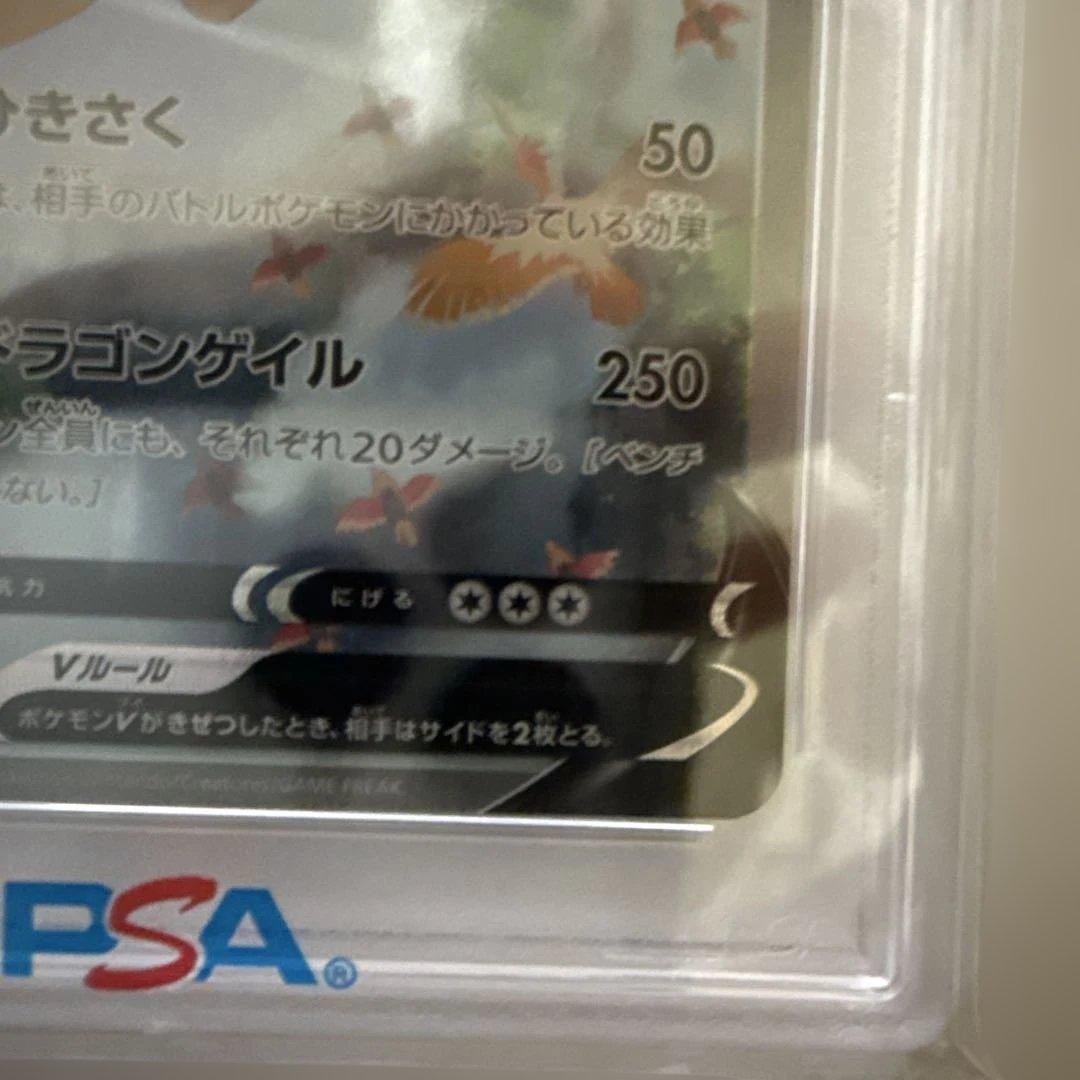 ひきさく 50
は、相手のバトルポケモンにかかっている効果
ドラゴンゲイル 250
ン全員にも、それぞれ20ダメージ。[ベンチ
ない。]
にげる
Vルール
ポケモンVがきぜつしたとき、相手はサイドを2枚とる。
Creatures/GAME FREAK
PSA®